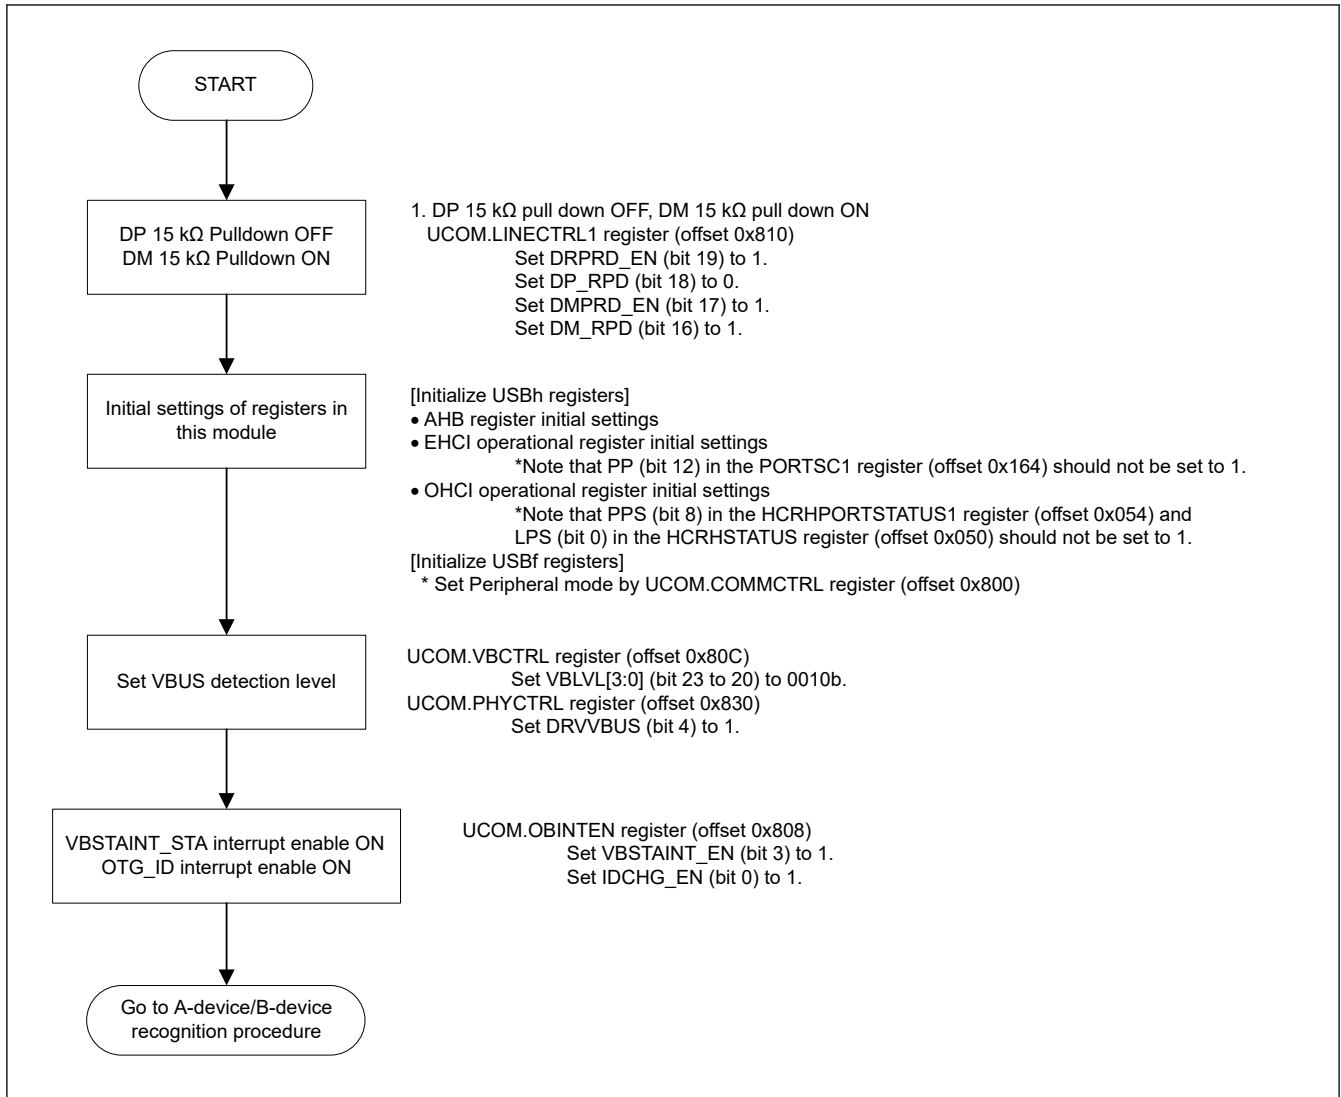 START
DP 15 kΩ Pulldown OFF
DM 15 kΩ Pulldown ON
1. DP 15 kΩ pull down OFF, DM 15 kΩ pull down ON
UCOM.LINECTRL1 register (offset 0x810)
Set DRPRD_EN (bit 19) to 1.
Set DP_RPD (bit 18) to 0.
Set DMPRD_EN (bit 17) to 1.
Set DM_RPD (bit 16) to 1.
Initial settings of registers in
this module
[Initialize USBh registers]
• AHB register initial settings
• EHCI operational register initial settings
*Note that PP (bit 12) in the PORTSC1 register (offset 0x164) should not be set to 1.
• OHCI operational register initial settings
*Note that PPS (bit 8) in the HCRHPORTSTATUS1 register (offset 0x054) and
LPS (bit 0) in the HCRHSTATUS register (offset 0x050) should not be set to 1.
[Initialize USBf registers]
* Set Peripheral mode by UCOM.COMMCTRL register (offset 0x800)
Set VBUS detection level
UCOM.VBCTRL register (offset 0x80C)
Set VBLVL[3:0] (bit 23 to 20) to 0010b.
UCOM.PHYCTRL register (offset 0x830)
Set DRVVBUS (bit 4) to 1.
VBSTAINT_STA interrupt enable ON
OTG_ID interrupt enable ON
UCOM.OBINTEN register (offset 0x808)
Set VBSTAINT_EN (bit 3) to 1.
Set IDCHG_EN (bit 0) to 1.
Go to A-device/B-device
recognition procedure